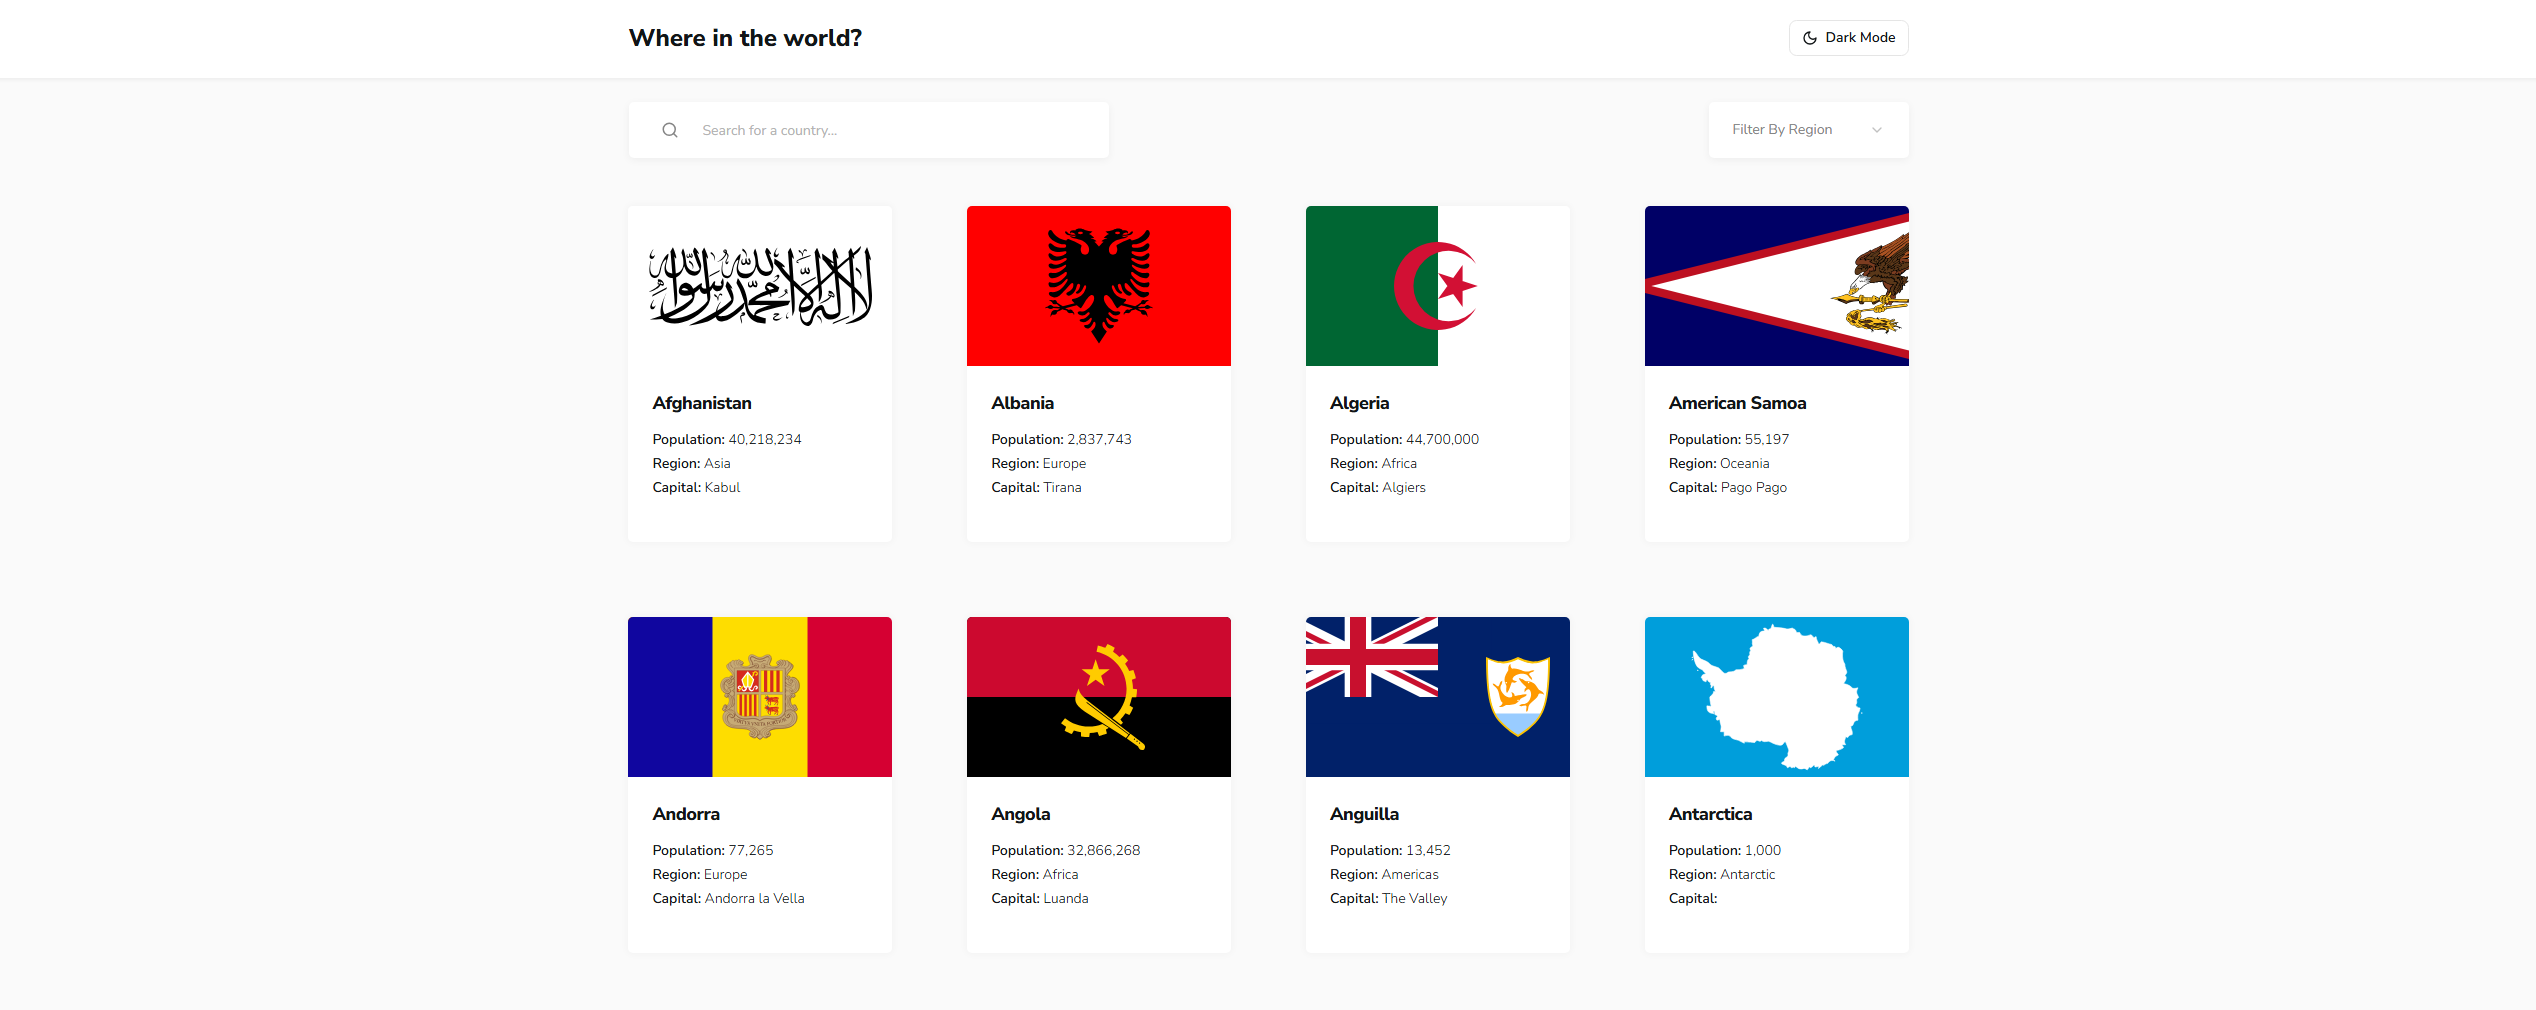 Where in the world?
Dark Mode
Search for a country...
Filter By Region
لا إله إلا الله محمد رسول الله
Afghanistan
Population: 40,218,234
Region: Asia
Capital: Kabul
Albania
Population: 2,837,743
Region: Europe
Capital: Tirana
Algeria
Population: 44,700,000
Region: Africa
Capital: Algiers
American Samoa
Population: 55,197
Region: Oceania
Capital: Pago Pago
Andorra
Population: 77,265
Region: Europe
Capital: Andorra la Vella
Angola
Population: 32,866,268
Region: Africa
Capital: Luanda
Anguilla
Population: 13,452
Region: Americas
Capital: The Valley
Antarctica
Population: 1,000
Region: Antarctic
Capital: